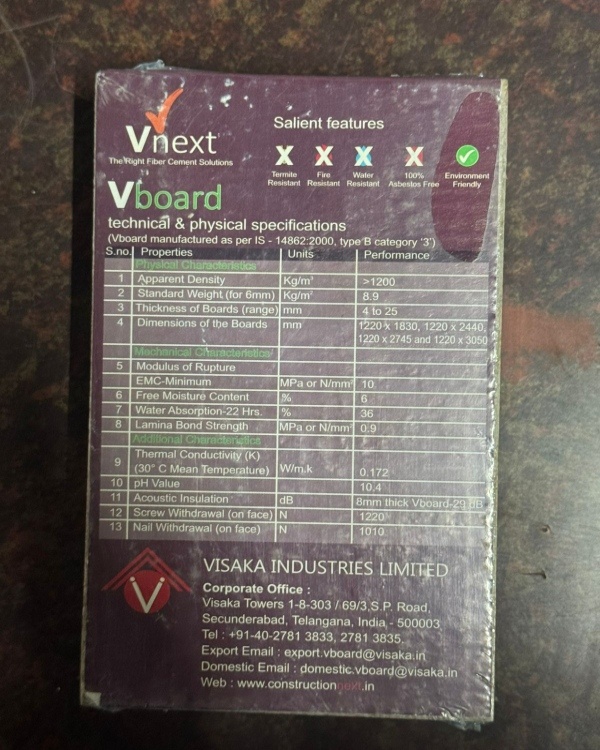 Vnext
The Right Fiber Cement Solutions
Salient features
X X X X
Termite Resistant
Fire Resistant
Water Resistant
100% Asbestos Free
Environment Friendly
Vboard
technical & physical specifications
(Vboard manufactured as per IS - 14862:2000, type B category '3')
S.no. Properties Units Performance
Physical Characteristics
1 Apparent Density Kg/m³ >1200
2 Standard Weight (for 6mm) Kg/m² 8.9
3 Thickness of Boards (range) mm 4 to 25
4 Dimensions of the Boards mm 1220 x 1830, 1220 x 2440,
1220 x 2745 and 1220 x 3050
Mechanical Characteristics
5 Modulus of Rupture
EMC-Minimum MPa or N/mm² 10
6 Free Moisture Content % 6
7 Water Absorption-22 Hrs. % 36
8 Lamina Bond Strength MPa or N/mm² 0.9
Additional Characteristics
9 Thermal Conductivity (K)
(30° C Mean Temperature) W/m.k 0.172
10 pH Value 10.4
11 Acoustic Insulation dB 8mm thick Vboard-29 dB
12 Screw Withdrawal (on face) N 1220
13 Nail Withdrawal (on face) N 1010
V
VISAKA INDUSTRIES LIMITED
Corporate Office :
Visaka Towers 1-8-303 / 69/3,S.P. Road,
Secunderabad, Telangana, India - 500003
Tel : +91-40-2781 3833, 2781 3835,
Export Email : export.vboard@visaka.in
Domestic Email : domestic.vboard@visaka.in
Web : www.constructionnext.in